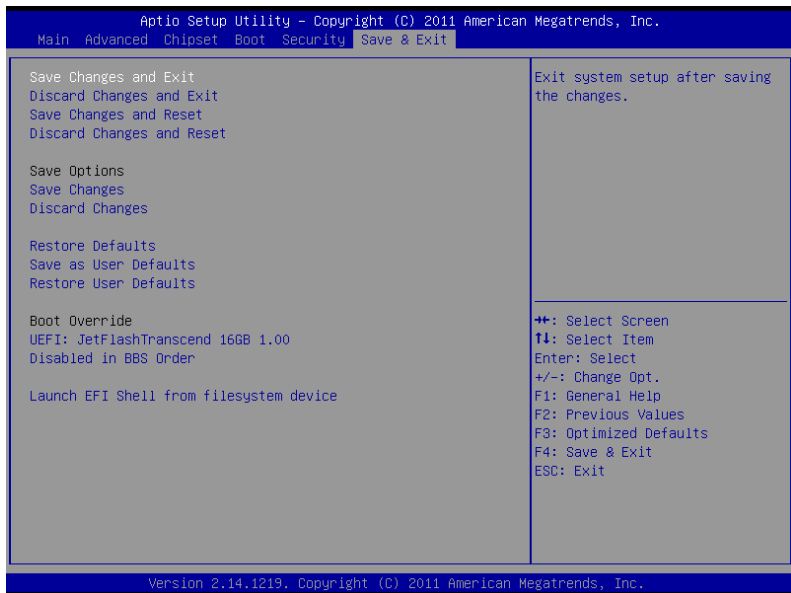 Aptio Setup Utility – Copyright (C) 2011 American Megatrends, Inc.
Main Advanced Chipset Boot Security Save & Exit
Save Changes and Exit
Discard Changes and Exit
Save Changes and Reset
Discard Changes and Reset
Save Options
Save Changes
Discard Changes
Restore Defaults
Save as User Defaults
Restore User Defaults
Boot Override
UEFI: JetFlashTranscend 16GB 1.00
Disabled in BBS Order
Launch EFI Shell from filesystem device
Exit system setup after saving
the changes.
→←: Select Screen
↑↓: Select Item
Enter: Select
+/-: Change Opt.
F1: General Help
F2: Previous Values
F3: Optimized Defaults
F4: Save & Exit
ESC: Exit
Version 2.14.1219. Copyright (C) 2011 American Megatrends, Inc.